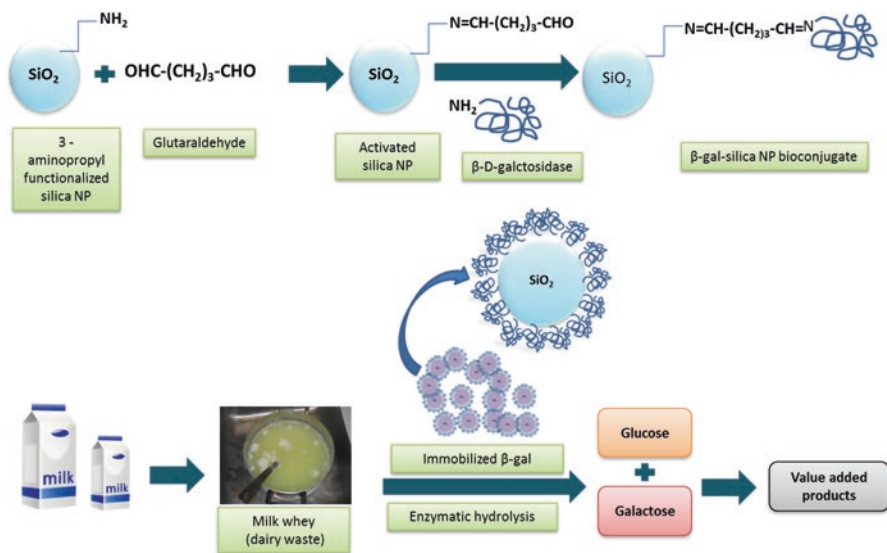 NH2
N=CH-(CH2)3-CHO
N=CH-(CH2)3-CH=N
SiO2
OHC-(CH2)3-CHO
SiO2
SiO2
NH2
3 -
aminopropyl
functionalized
silica NP
Glutaraldehyde
Activated
silica NP
β-D-galctosidase
β-gal-silica NP bioconjugate
SiO2
milk
milk
Milk whey
(dairy waste)
Immobilized β-gal
Enzymatic hydrolysis
Glucose
Galactose
Value added
products